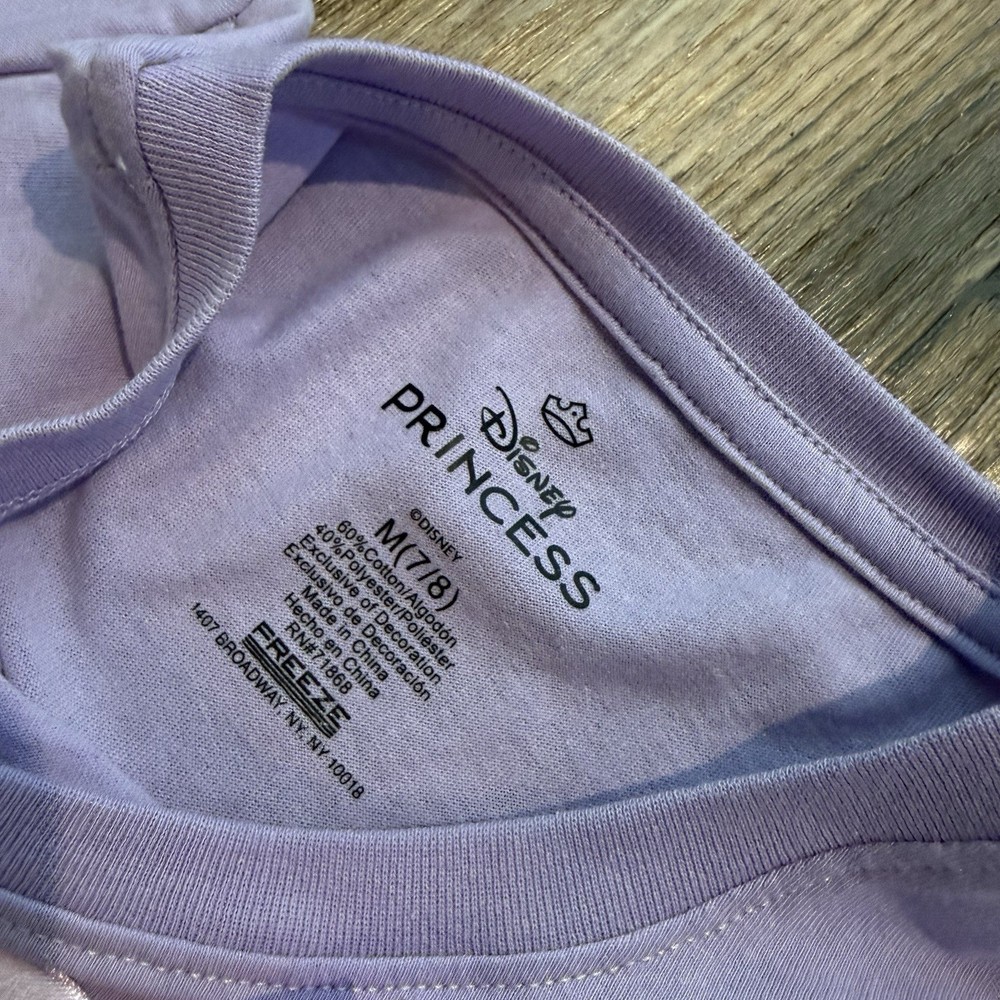 Disney
PRINCESS
©DISNEY
M(7/8)
60%Cotton/Algodón
40%Polyester/Poliéster
Exclusive of Decoration
Exclusivo de Decoración
Made in China
Hecho en China
RN#71868
FREEZE
1407 BROADWAY, NY, NY 10018